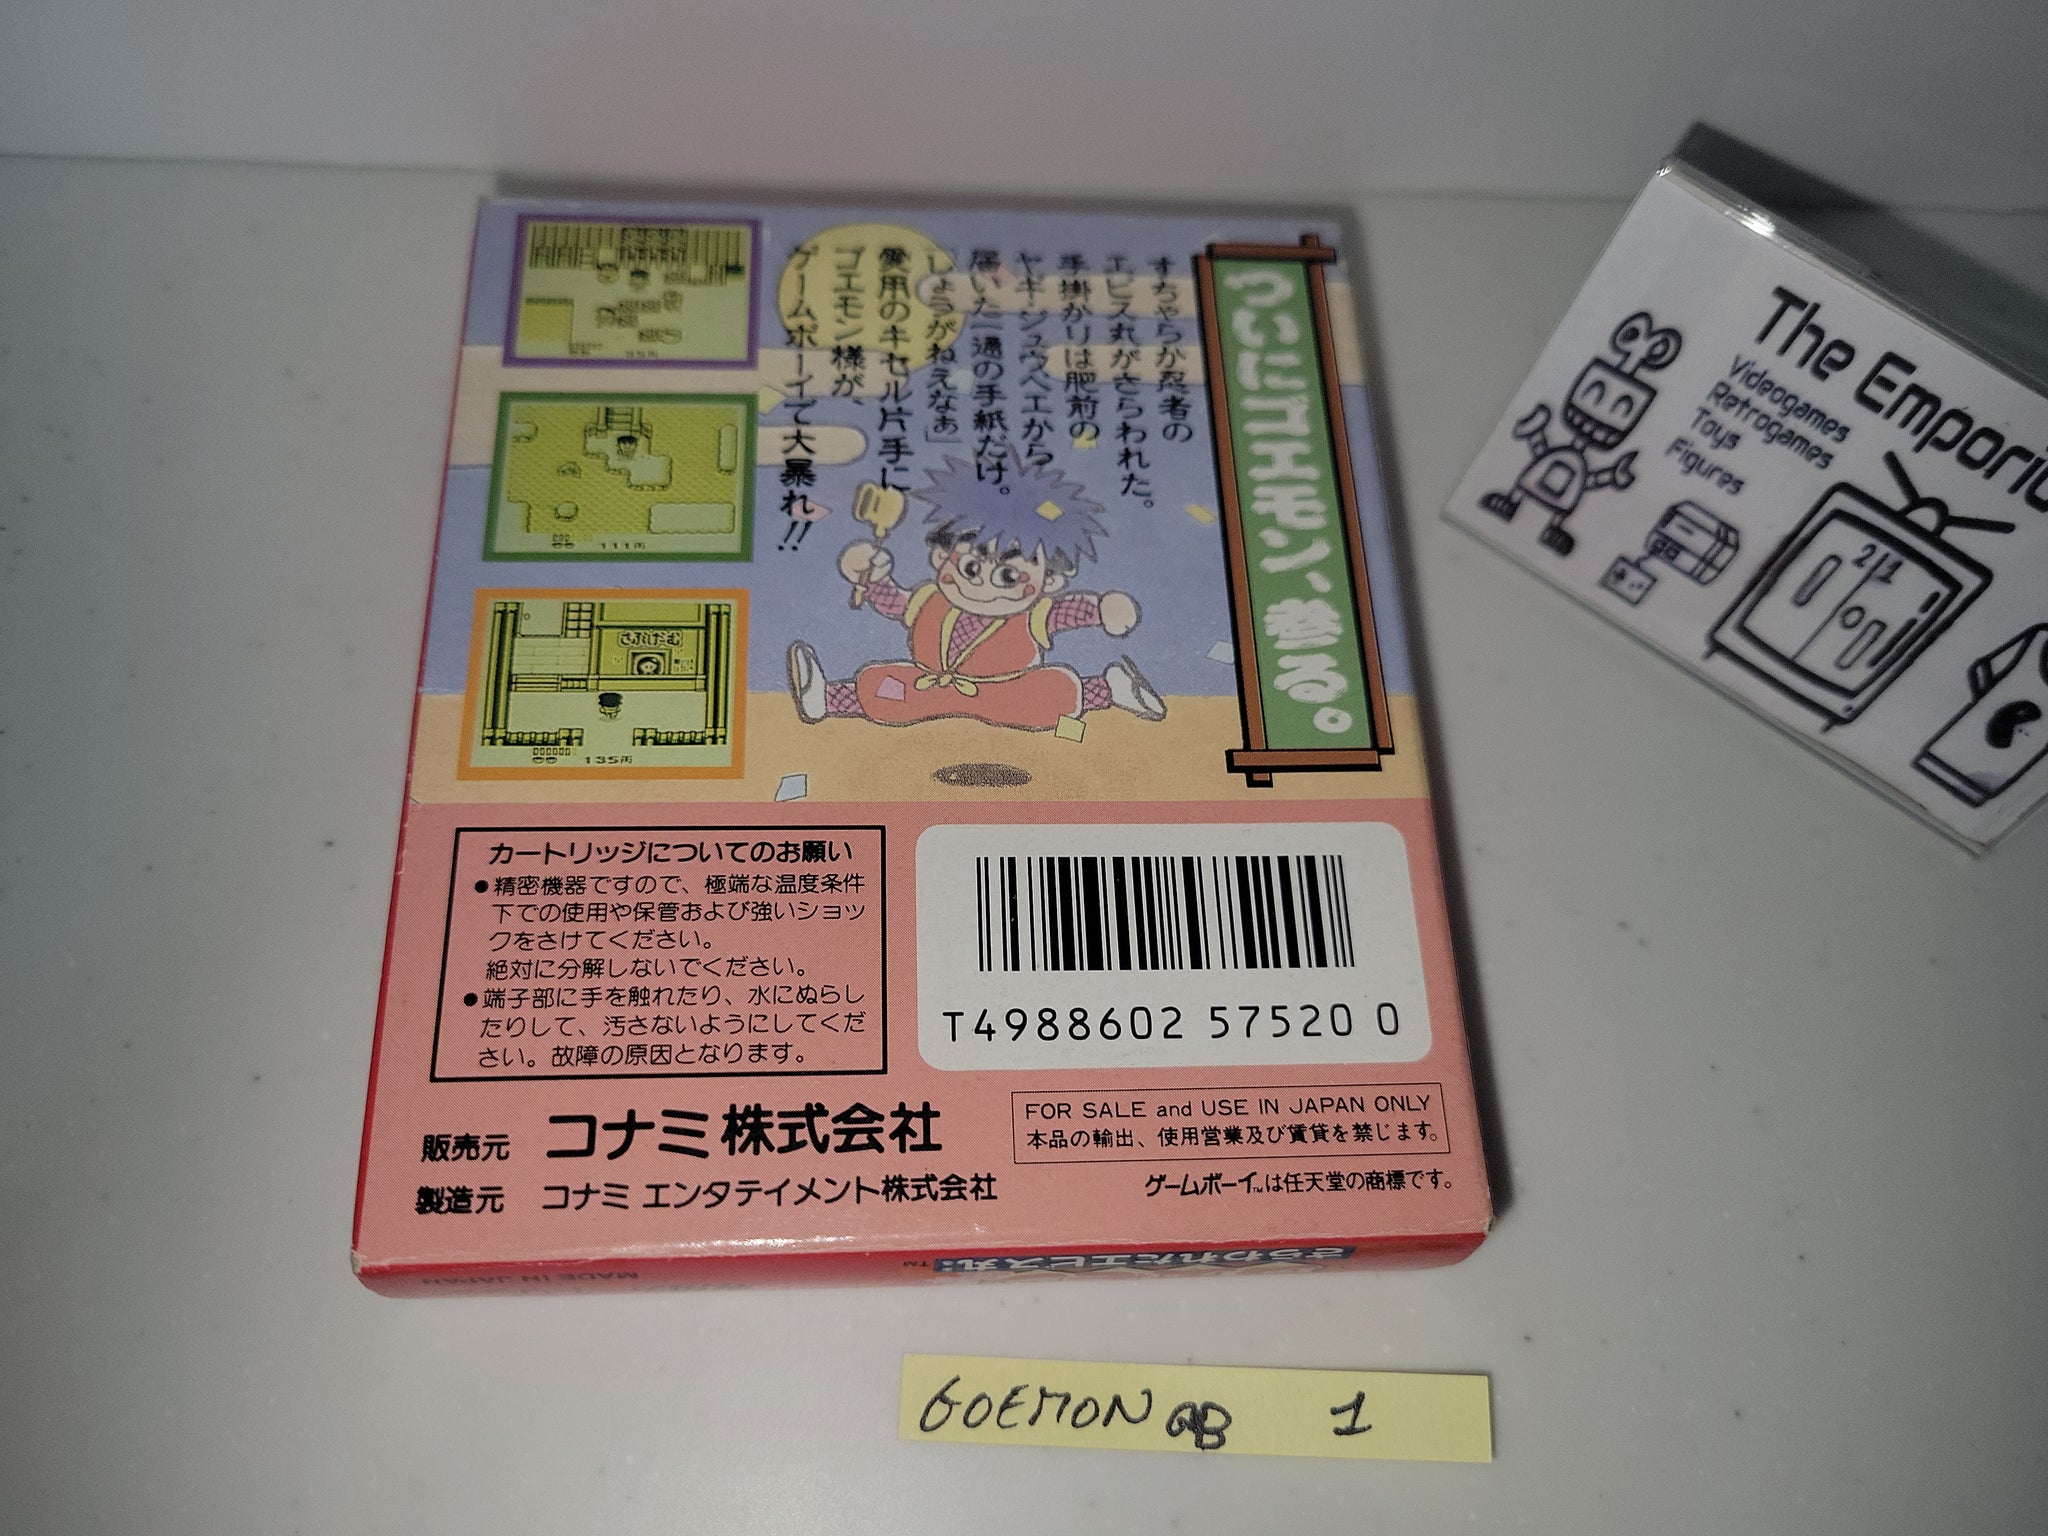 ついにゴエモン、参る。
すちゃらか忍者の
エビス丸がさらわれた。
手掛かりは肥前の
ヤギ・ジュウベエから
届いた一通の手紙だけ。
「しょうがねえなぁ」
愛用のキセル片手に
ゴエモン様が、
ゲームボーイで大暴れ!!
111両
さぶげーむ
135両
カートリッジについてのお願い
●精密機器ですので、極端な温度条件
下での使用や保管および強いショッ
クをさけてください。
絶対に分解しないでください。
●端子部に手を触れたり、水にぬらし
たりして、汚さないようにしてくだ
さい。故障の原因となります。
T4988602 57520 0
FOR SALE and USE IN JAPAN ONLY
本品の輸出、使用営業及び賃貸を禁じます。
販売元 コナミ株式会社
製造元 コナミ エンタテイメント株式会社
ゲームボーイ™は任天堂の商標です。
さらわれたエビス丸!
TM
MADE IN JAPAN
GOEMON GB 1
The Emporio
Videogames
Retrogames
Toys
Figures